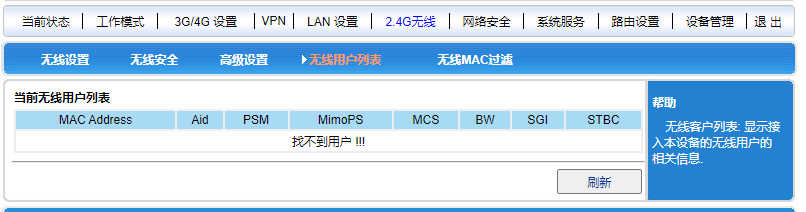 当前状态 工作模式 3G/4G 设置 VPN LAN 设置 2.4G无线 网络安全 系统服务 路由设置 设备管理 退 出
无线设置 无线安全 高级设置 无线用户列表 无线MAC过滤
当前无线用户列表
MAC Address Aid PSM MimoPS MCS BW SGI STBC
找不到用户 !!!
刷新
帮助
无线客户列表: 显示接
入本设备的无线用户的
相关信息.